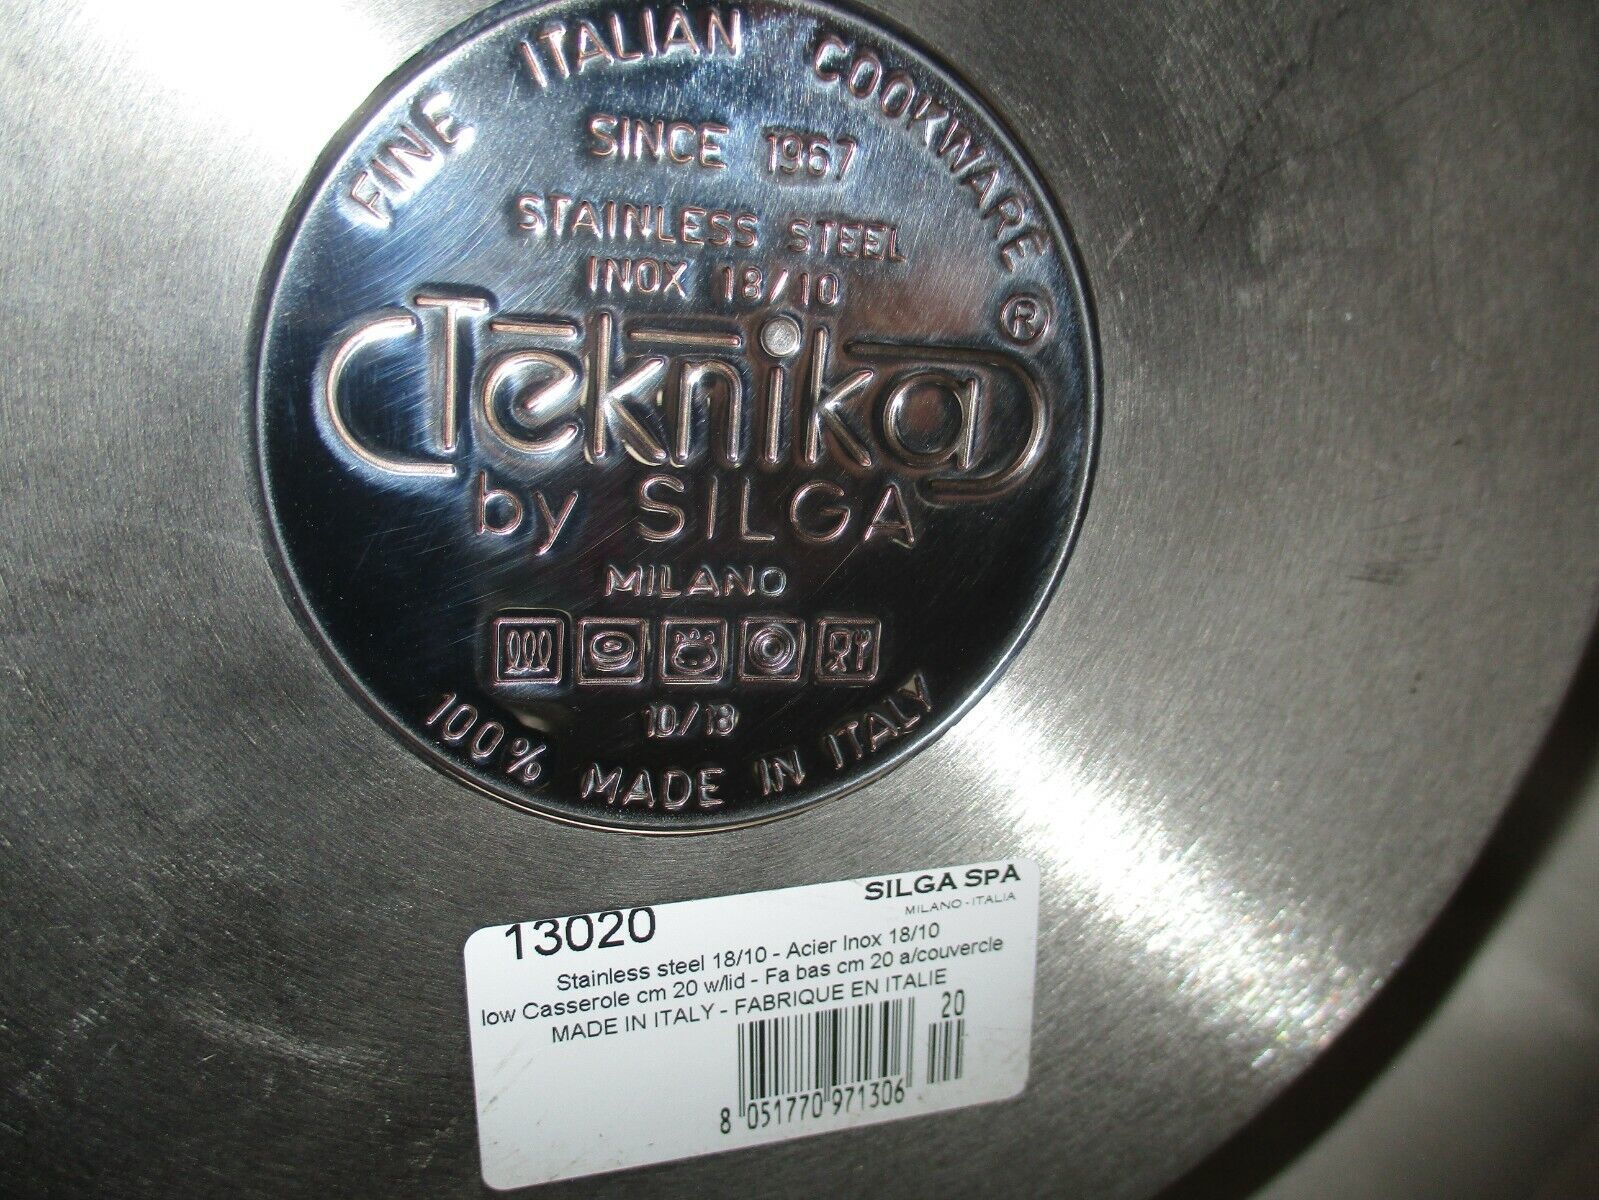 FINE ITALIAN COOKWARE
SINCE 1967
STAINLESS STEEL
INOX 18/10
Teknika ®
by SILGA
MILANO
10/18
100% MADE IN ITALY
SILGA SPA
MILANO-ITALIA
13020
Stainless steel 18/10 - Acier Inox 18/10
low Casserole cm 20 w/lid - Fa bas cm 20 a/couvercle
MADE IN ITALY - FABRIQUE EN ITALIE
20
8 051770 971306